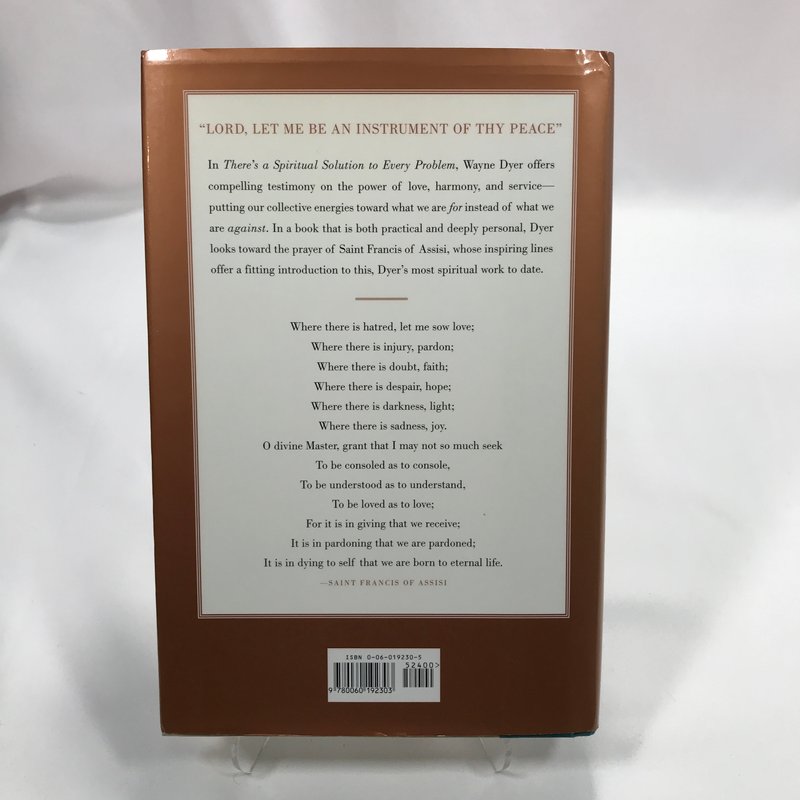 “LORD, LET ME BE AN INSTRUMENT OF THY PEACE”
In There’s a Spiritual Solution to Every Problem, Wayne Dyer offers
compelling testimony on the power of love, harmony, and service—
putting our collective energies toward what we are for instead of what we
are against. In a book that is both practical and deeply personal, Dyer
looks toward the prayer of Saint Francis of Assisi, whose inspiring lines
offer a fitting introduction to this, Dyer’s most spiritual work to date.
Where there is hatred, let me sow love;
Where there is injury, pardon;
Where there is doubt, faith;
Where there is despair, hope;
Where there is darkness, light;
Where there is sadness, joy.
O divine Master, grant that I may not so much seek
To be consoled as to console,
To be understood as to understand,
To be loved as to love;
For it is in giving that we receive;
It is in pardoning that we are pardoned;
It is in dying to self that we are born to eternal life.
—SAINT FRANCIS OF ASSISI
ISBN 0-06-019230-5
52400>
9 780060 192303